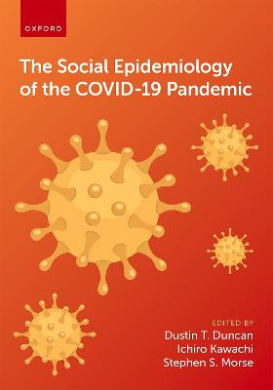 OXFORD
The Social Epidemiology
of the COVID-19 Pandemic
EDITED BY
Dustin T. Duncan
Ichiro Kawachi
Stephen S. Morse